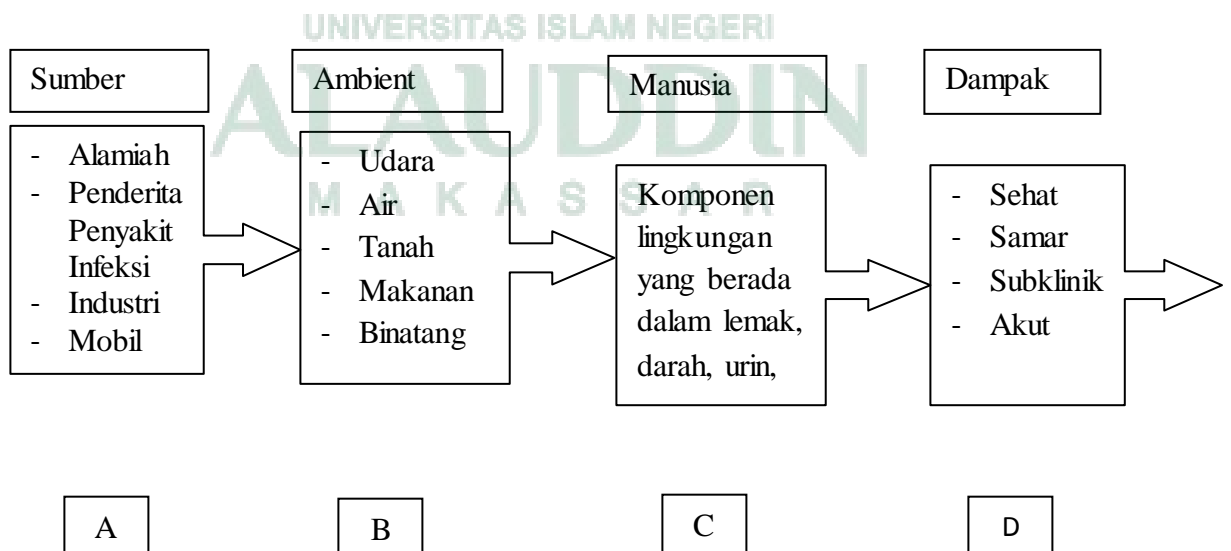 UNIVERSITAS ISLAM NEGERI
ALAUDDIN
MAKASSAR
Sumber
Ambient
Manusia
Dampak
- Alamiah
- Penderita
Penyakit
Infeksi
- Industri
- Mobil
- Udara
- Air
- Tanah
- Makanan
- Binatang
Komponen
lingkungan
yang berada
dalam lemak,
darah, urin,
- Sehat
- Samar
- Subklinik
- Akut
A
B
C
D